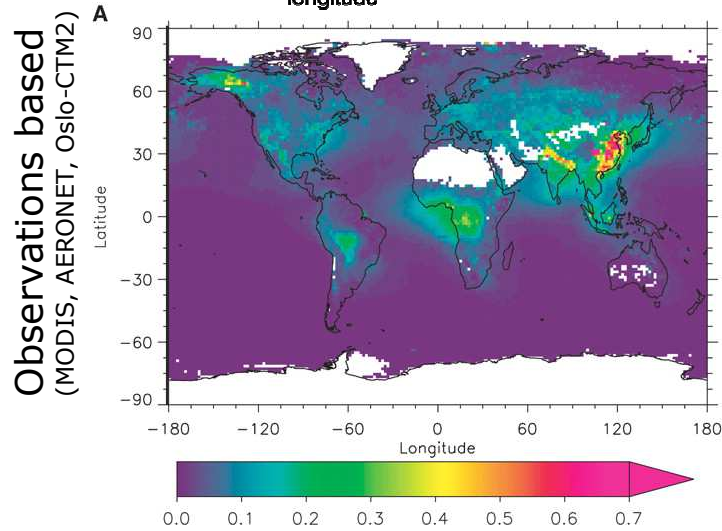 longitude
A
Observations based
(MODIS, AERONET, Oslo-CTM2)
Latitude
90
60
30
0
−30
−60
−90
−180 −120 −60 0 60 120 180
Longitude
0.0 0.1 0.2 0.3 0.4 0.5 0.6 0.7